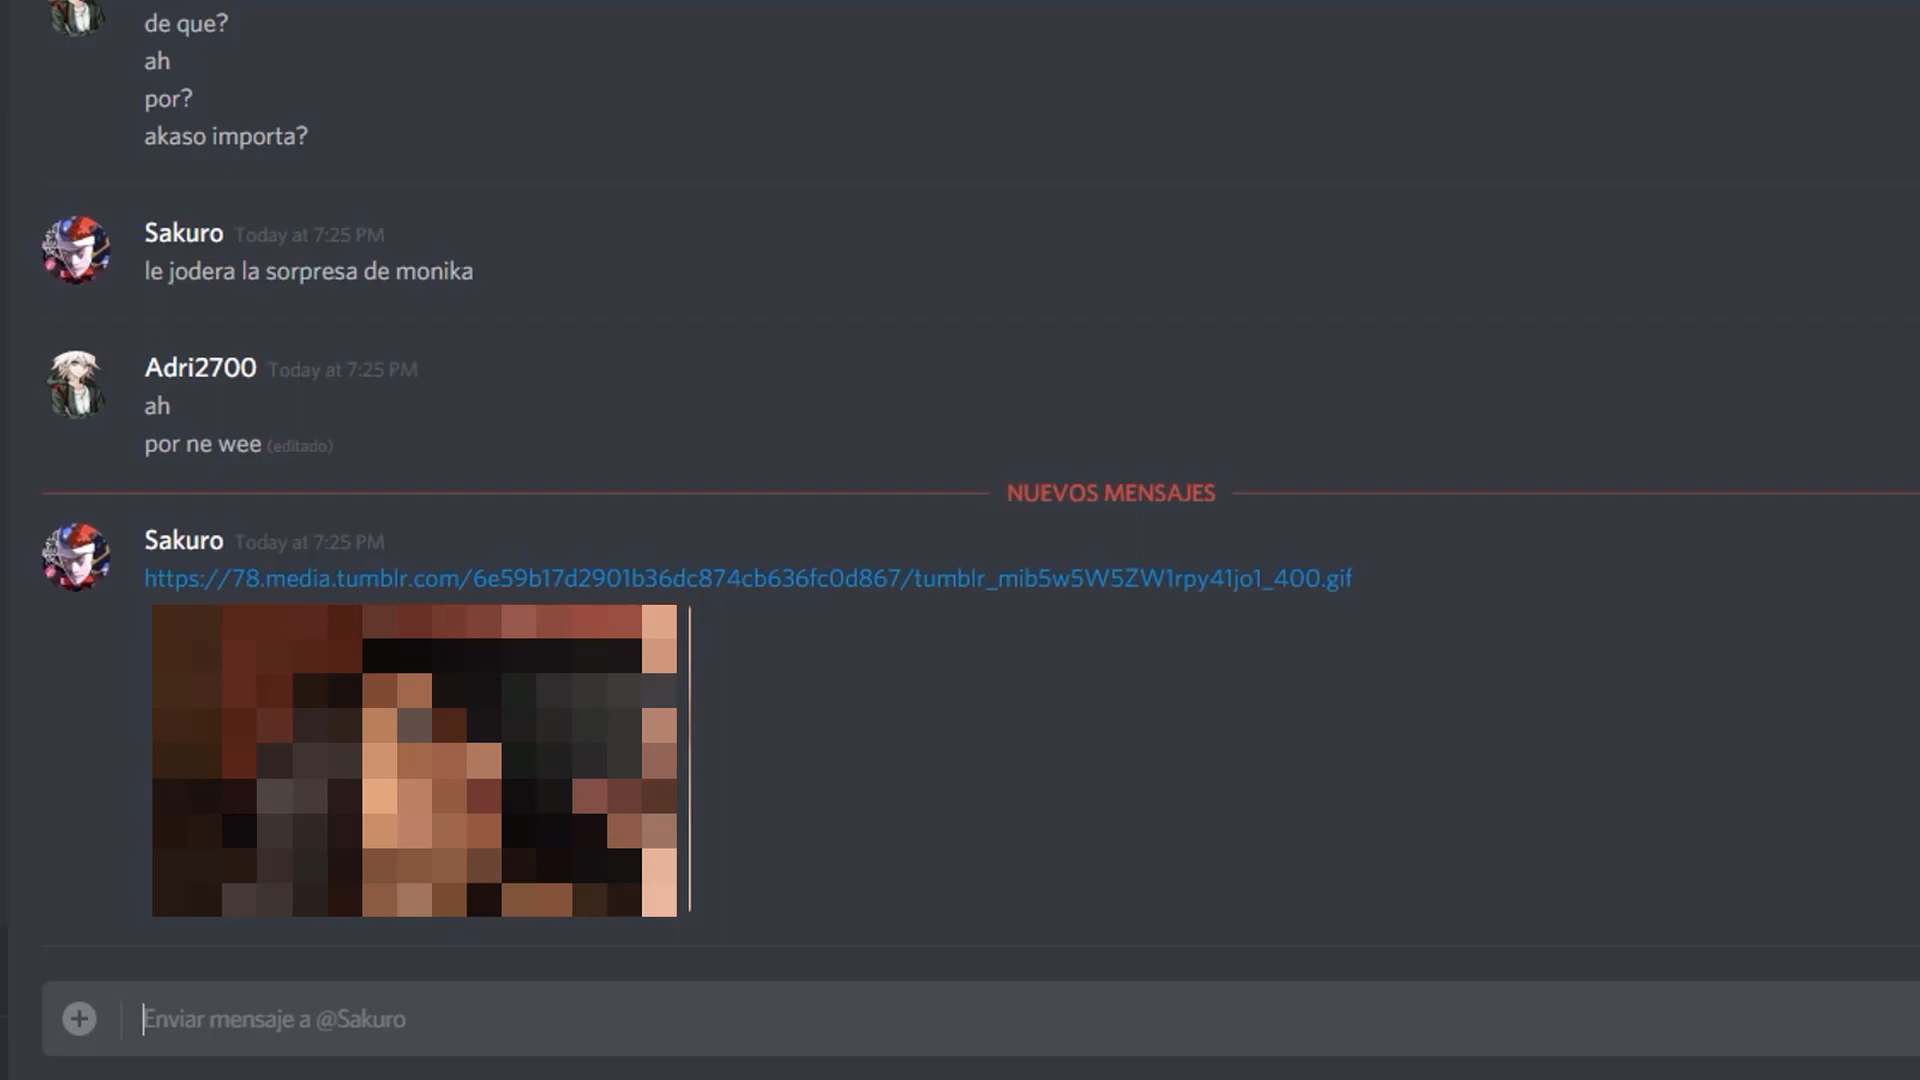 de que?
ah
por?
akaso importa?
Sakuro Today at 7:25 PM
le jodera la sorpresa de monika
Adri2700 Today at 7:25 PM
ah
por ne wee (editado)
NUEVOS MENSAJES
Sakuro Today at 7:25 PM
https://78.media.tumblr.com/6e59b17d2901b36dc874cb636fc0d867/tumblr_mib5w5W5ZW1rpy41jo1_400.gif
Enviar mensaje a @Sakuro